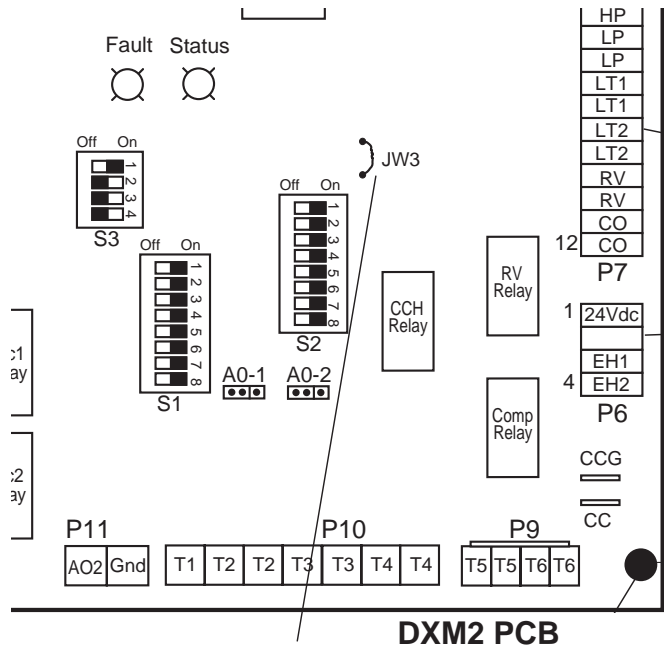 HP
LP
LP
LT1
LT1
LT2
LT2
RV
RV
CO
12 CO
P7
Fault Status
JW3
Off On
1
2
3
4
S3
Off On
1
2
3
4
5
6
7
8
S1
Off On
1
2
3
4
5
6
7
8
S2
A0-1 A0-2
CCH
Relay
RV
Relay
Comp
Relay
1 24Vdc
EH1
4 EH2
P6
CCG
CC
c1
ay
c2
ay
P11
AO2 Gnd
P10
T1 T2 T2 T3 T3 T4 T4
P9
T5 T5 T6 T6
DXM2 PCB